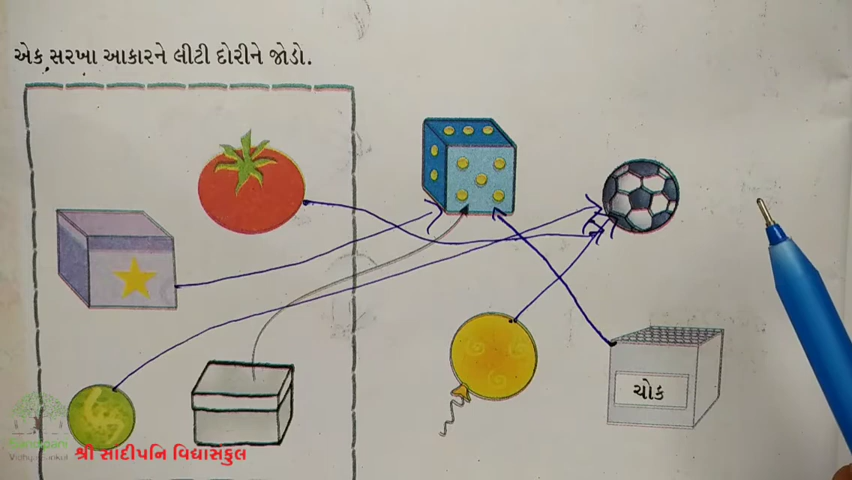 એક સરખા આકારને લીટી દોરીને જોડો.
ચોક
શ્રી સાદીપનિ વિદ્યાસંકુલ